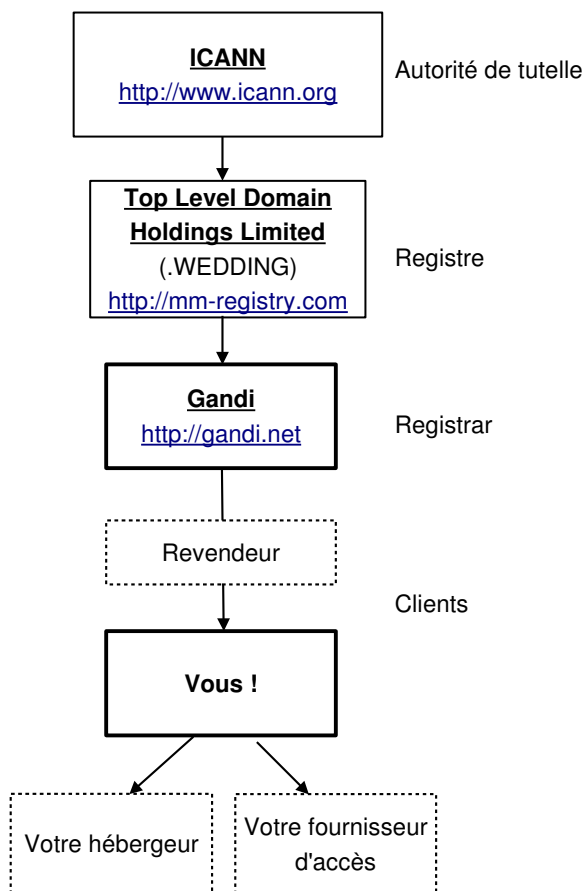 ICANN
http://www.icann.org
Autorité de tutelle
Top Level Domain
Holdings Limited
(.WEDDING)
http://mm-registry.com
Registre
Gandi
http://gandi.net
Registrar
Revendeur
Clients
Vous !
Votre hébergeur
Votre fournisseur
d'accès